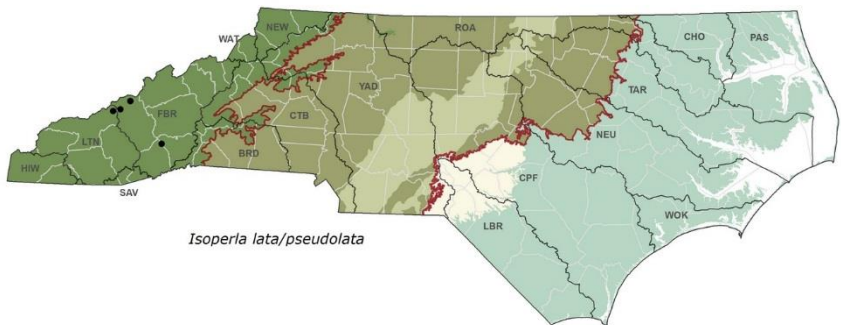 NEW
ROA
WAT
CHO
PAS
FBR
YAD
TAR
CTB
LTN
NEU
BRD
HIW
CPF
SAV
WOK
LBR
Isoperla lata/pseudolata